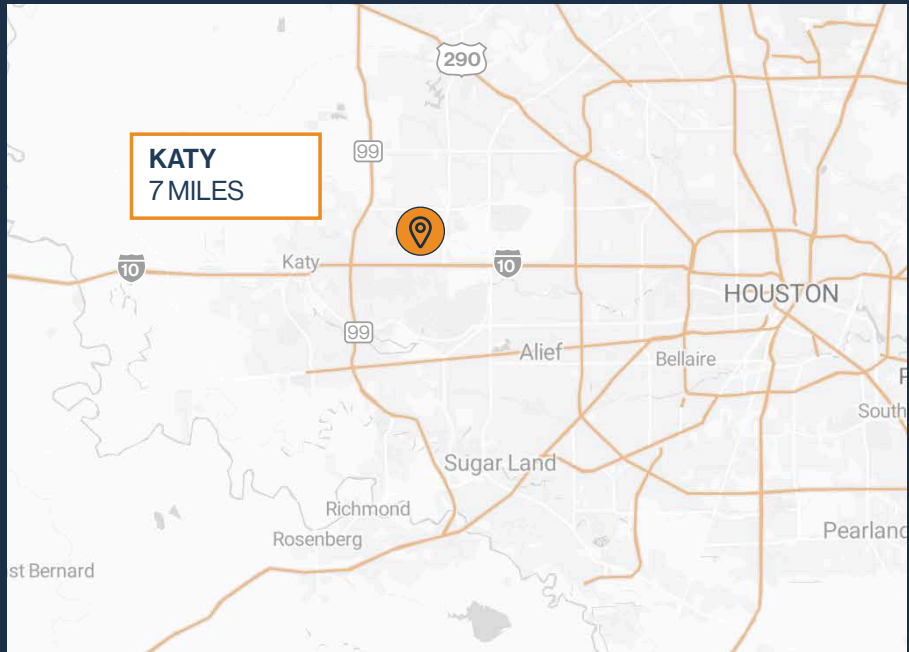 290
99
KATY
7 MILES
Katy
10
10
HOUSTON
99
Alief
Bellaire
South
Sugar Land
Richmond
Rosenberg
Pearland
st Bernard